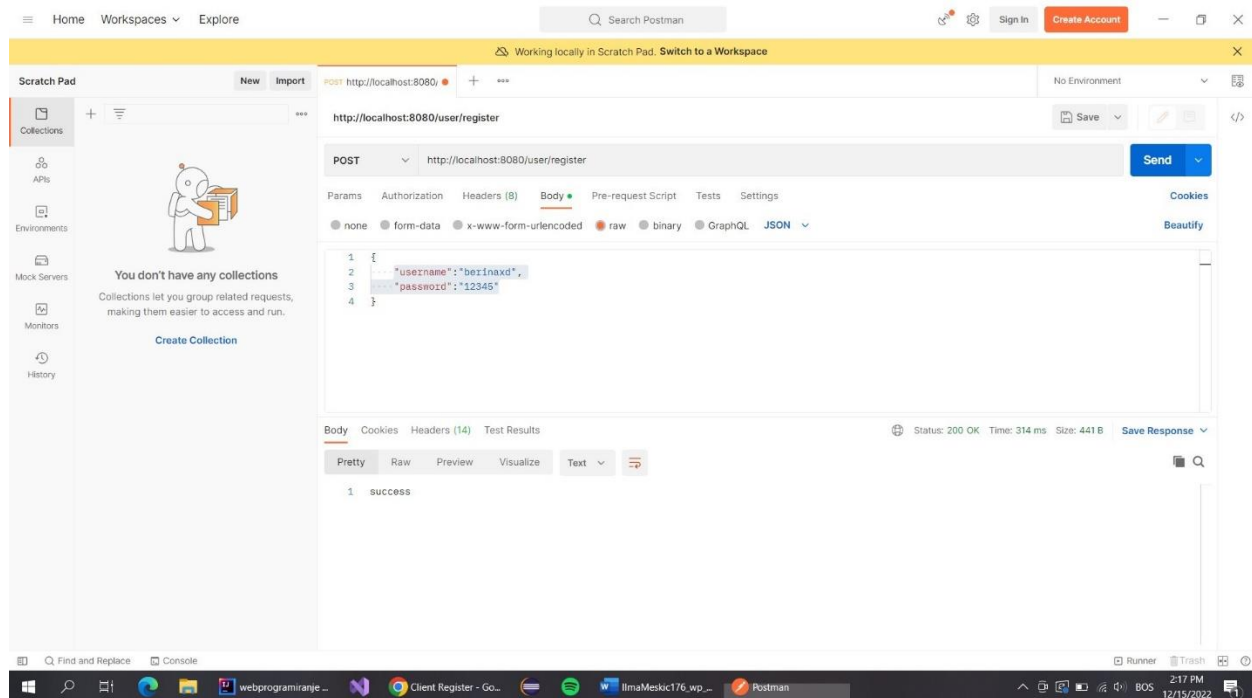 Home Workspaces Explore Search Postman Sign In Create Account
Working locally in Scratch Pad. Switch to a Workspace
Scratch Pad New Import POST http://localhost:8080/ No Environment
Collections
http://localhost:8080/user/register Save
APIs
POST http://localhost:8080/user/register Send
Params Authorization Headers (8) Body Pre-request Script Tests Settings Cookies
Environments
none form-data x-www-form-urlencoded raw binary GraphQL JSON Beautify
Mock Servers
1 {
2 "username":"berinaxd",
3 "password":"12345"
4 }
You don't have any collections
Collections let you group related requests,
making them easier to access and run.
Monitors
Create Collection
History
Body Cookies Headers (14) Test Results Status: 200 OK Time: 314 ms Size: 441 B Save Response
Pretty Raw Preview Visualize Text
1 success
Find and Replace Console Runner Trash
webprogramiranje ... Client Register - Go... IlmaMeskic176_wp_... Postman BOS 2:17 PM
12/15/2022